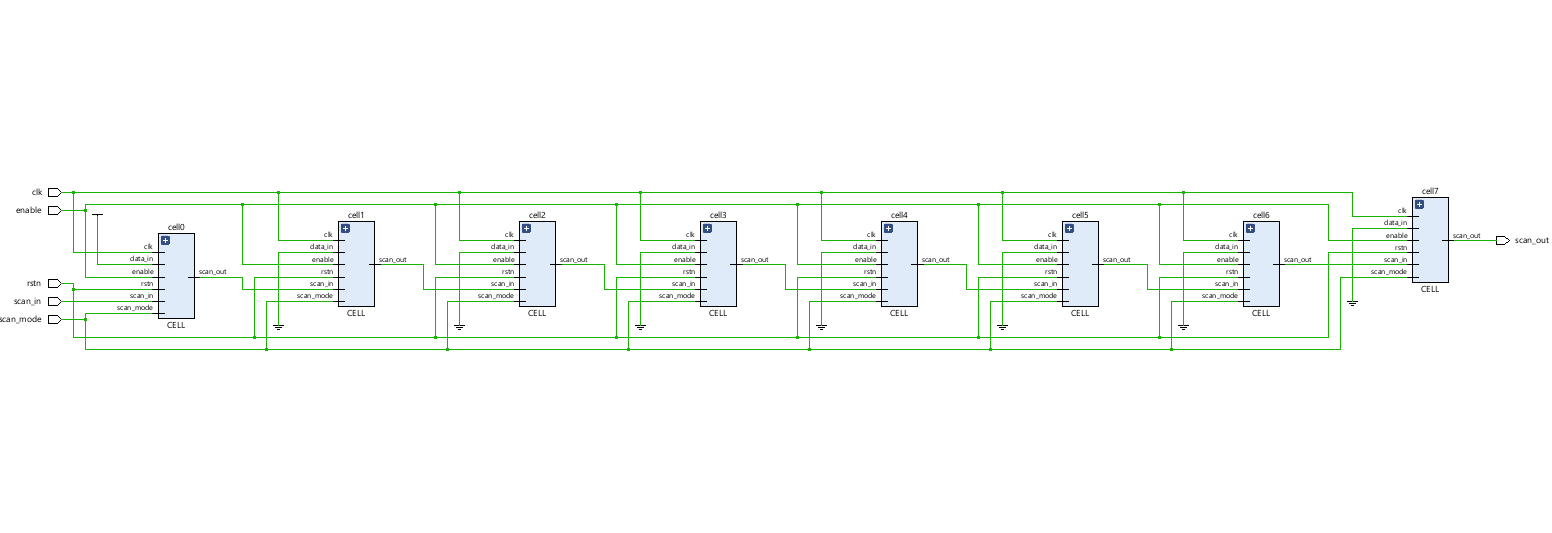 clk
enable
rstn
scan_in
scan_mode
cell0
clk
data_in
enable
rstn
scan_in
scan_mode
scan_out
CELL
cell1
clk
data_in
enable
rstn
scan_in
scan_mode
scan_out
CELL
cell2
clk
data_in
enable
rstn
scan_in
scan_mode
scan_out
CELL
cell3
clk
data_in
enable
rstn
scan_in
scan_mode
scan_out
CELL
cell4
clk
data_in
enable
rstn
scan_in
scan_mode
scan_out
CELL
cell5
clk
data_in
enable
rstn
scan_in
scan_mode
scan_out
CELL
cell6
clk
data_in
enable
rstn
scan_in
scan_mode
scan_out
CELL
cell7
clk
data_in
enable
rstn
scan_in
scan_mode
scan_out
CELL
scan_out